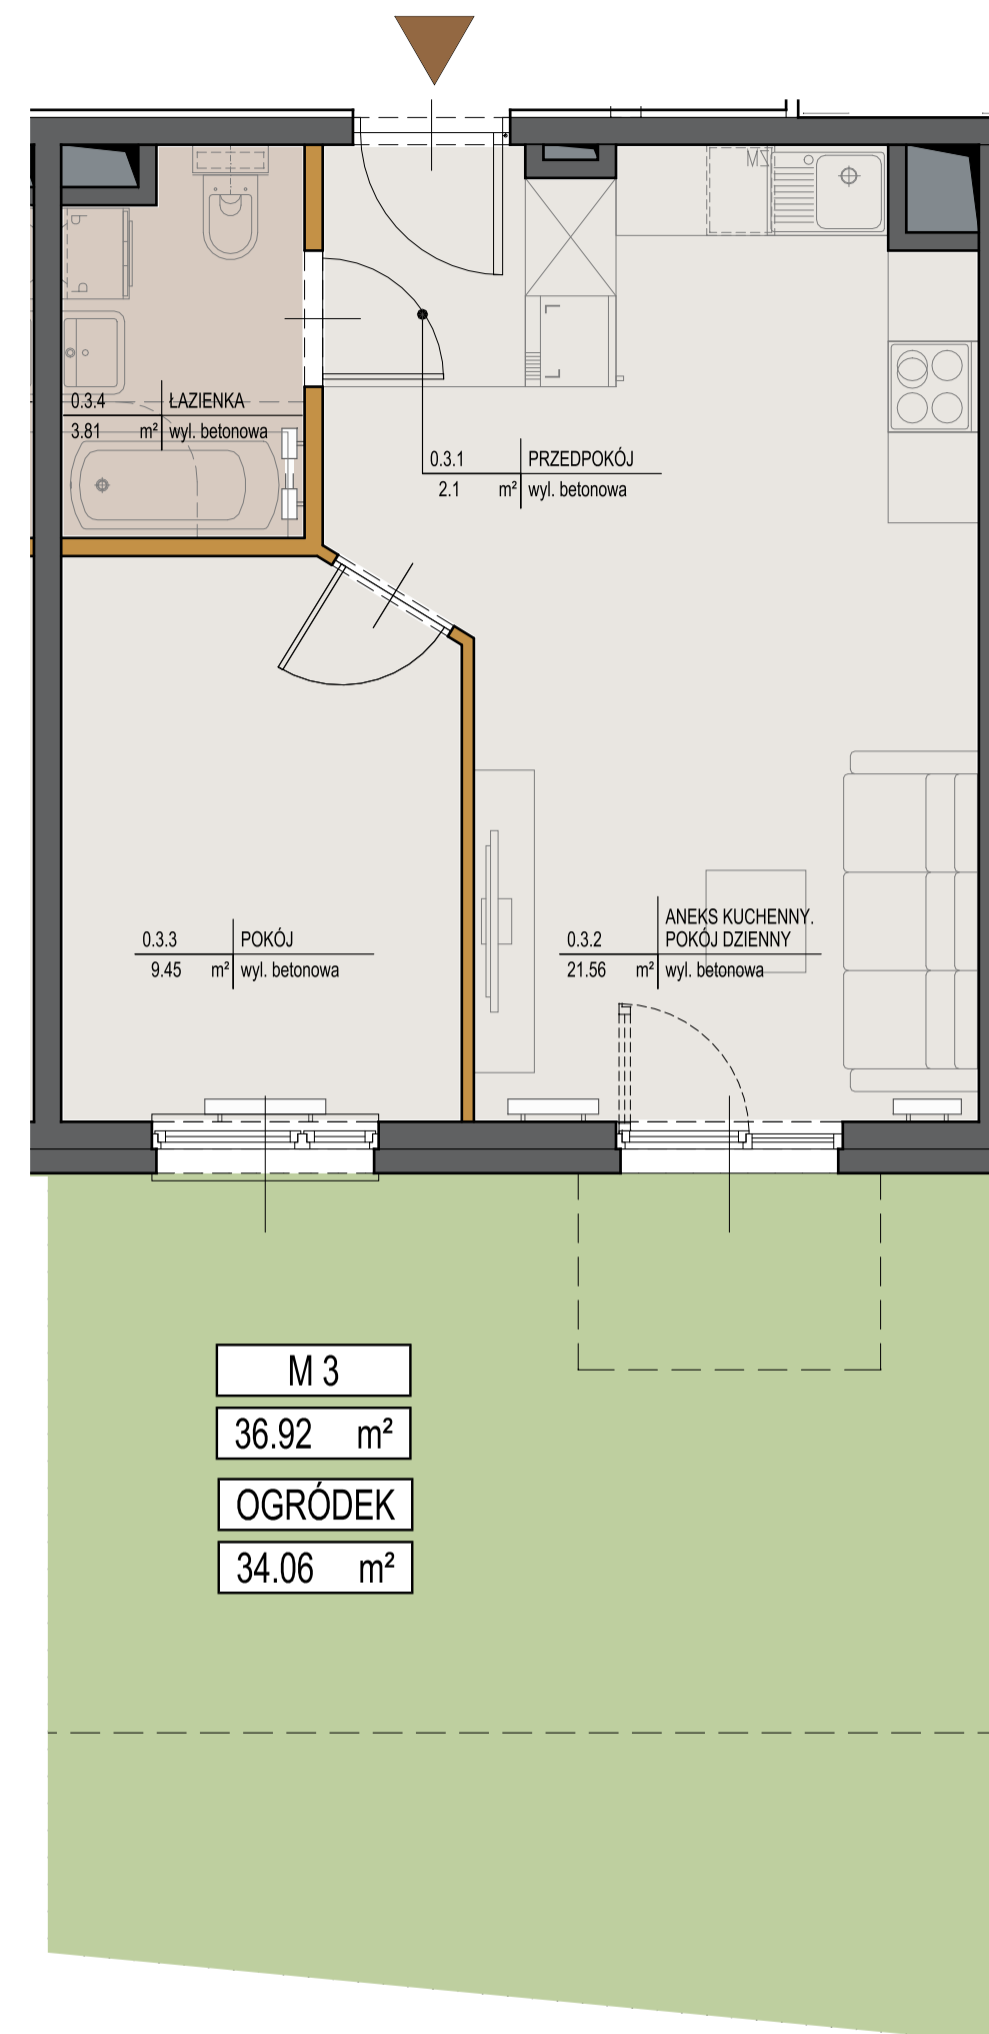 MZ
P
P
0.3.4 ŁAZIENKA
3.81 m² wyl. betonowa
0.3.1 PRZEDPOKÓJ
2.1 m² wyl. betonowa
0.3.3 POKÓJ
9.45 m² wyl. betonowa
ANEKS KUCHENNY.
0.3.2 POKÓJ DZIENNY
21.56 m² wyl. betonowa
M 3
36.92 m²
OGRÓDEK
34.06 m²